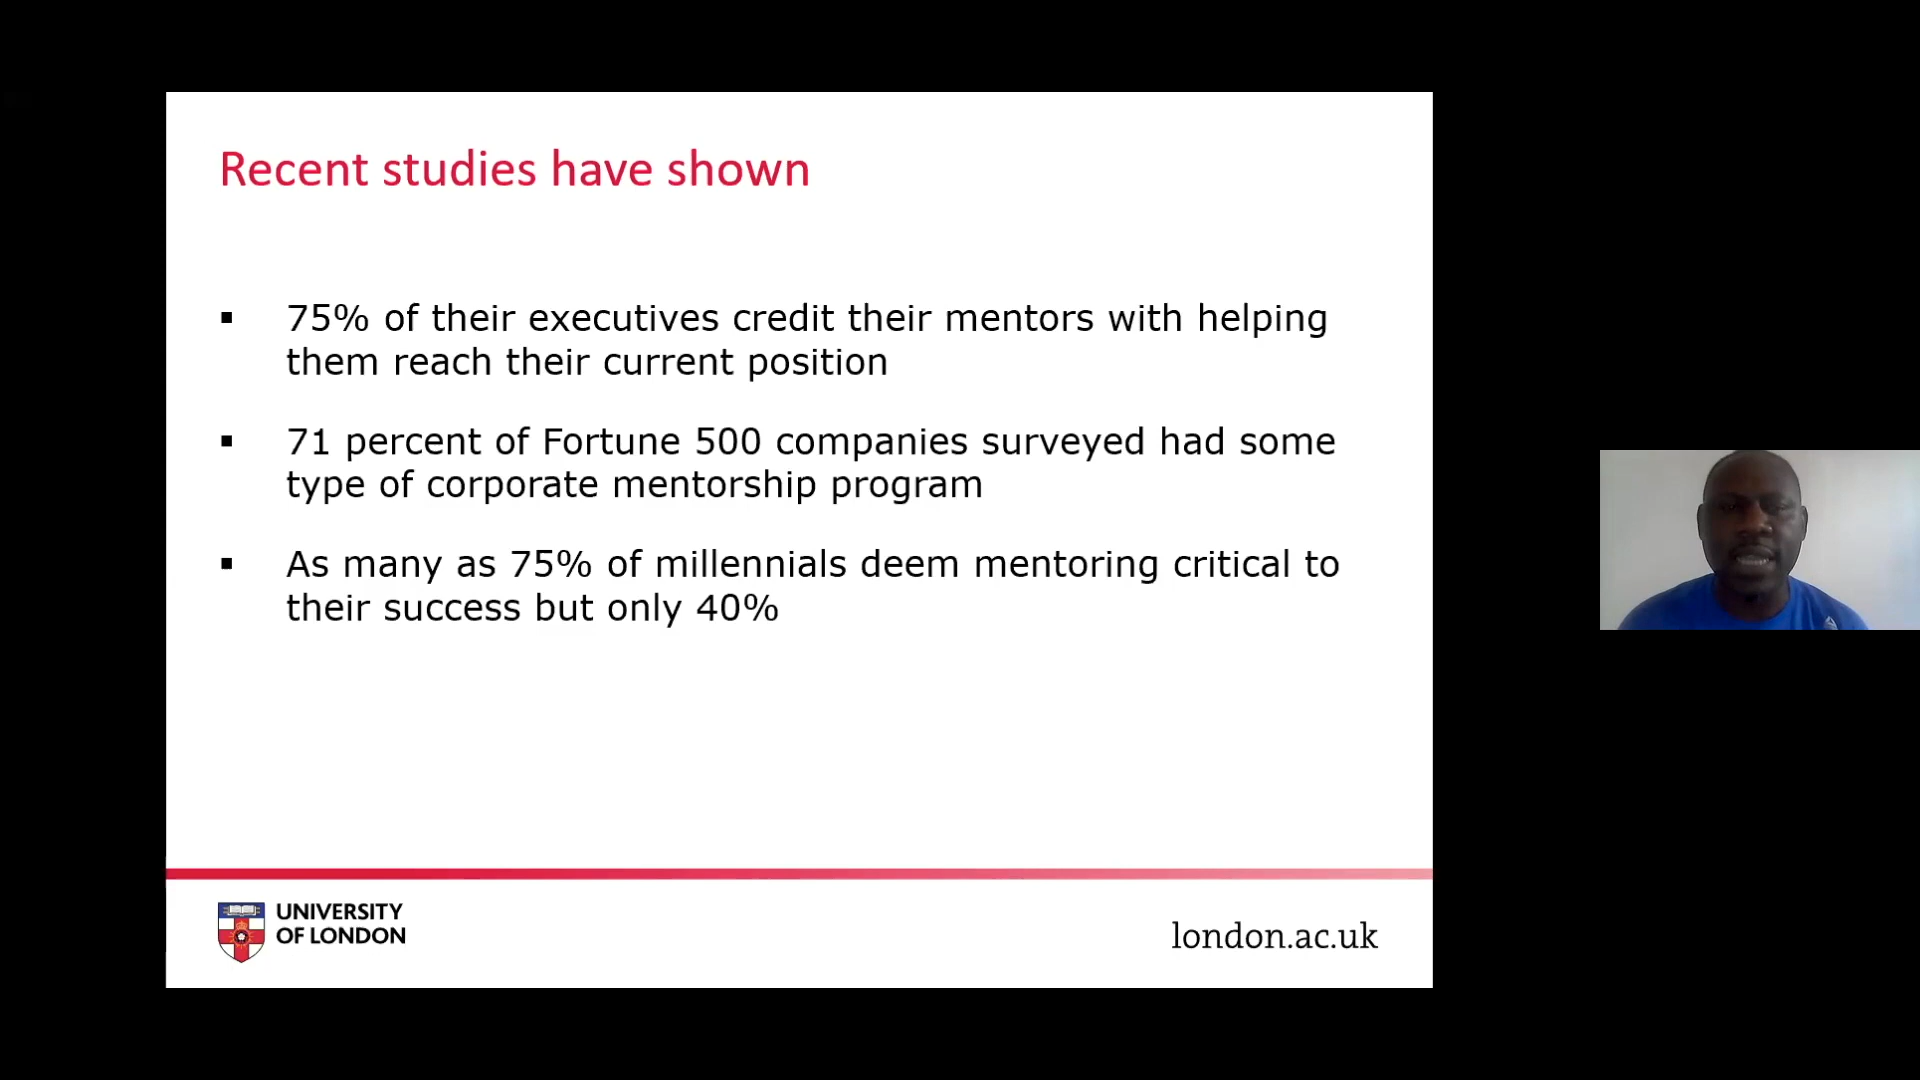 Recent studies have shown
▪ 75% of their executives credit their mentors with helping
them reach their current position
▪ 71 percent of Fortune 500 companies surveyed had some
type of corporate mentorship program
▪ As many as 75% of millennials deem mentoring critical to
their success but only 40%
UNIVERSITY
OF LONDON
london.ac.uk